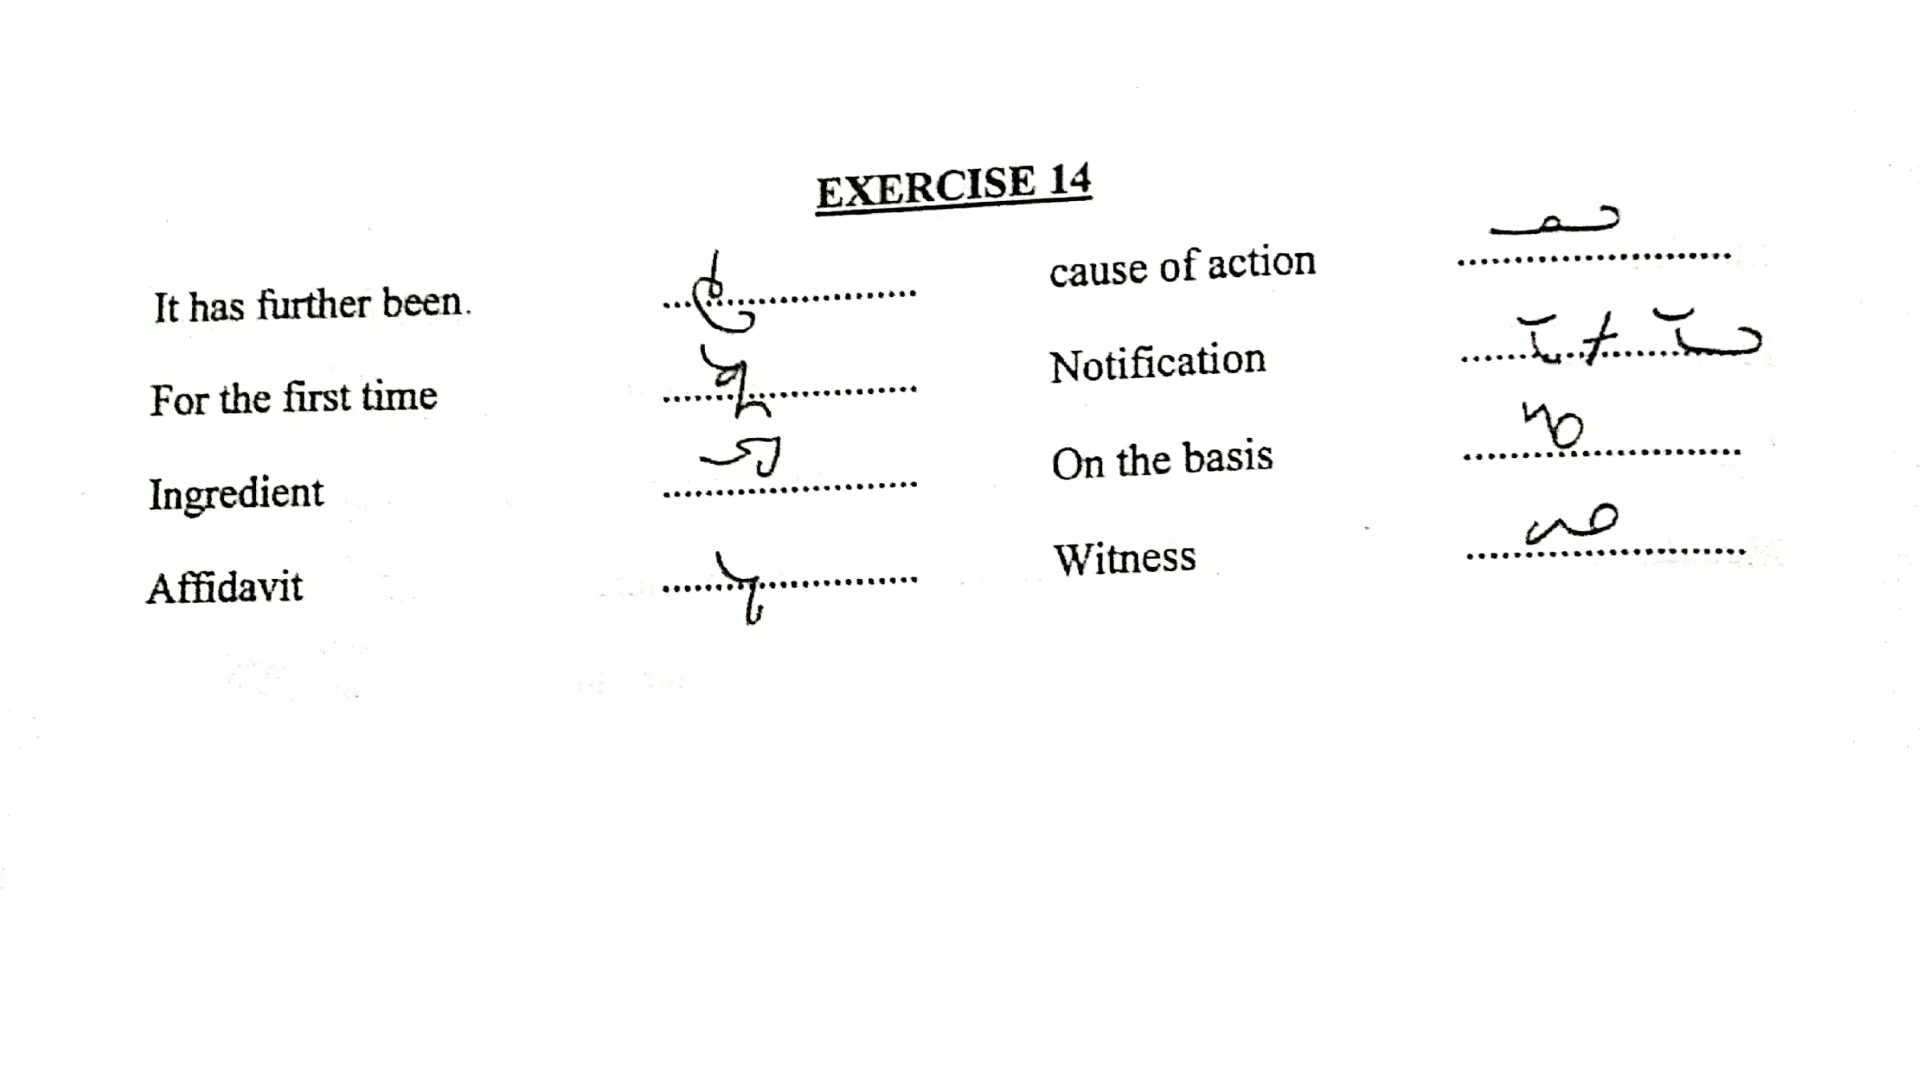 EXERCISE 14
It has further been. ........................ cause of action ........................
For the first time ........................ Notification ........................
Ingredient ........................ On the basis ........................
Affidavit ........................ Witness ........................